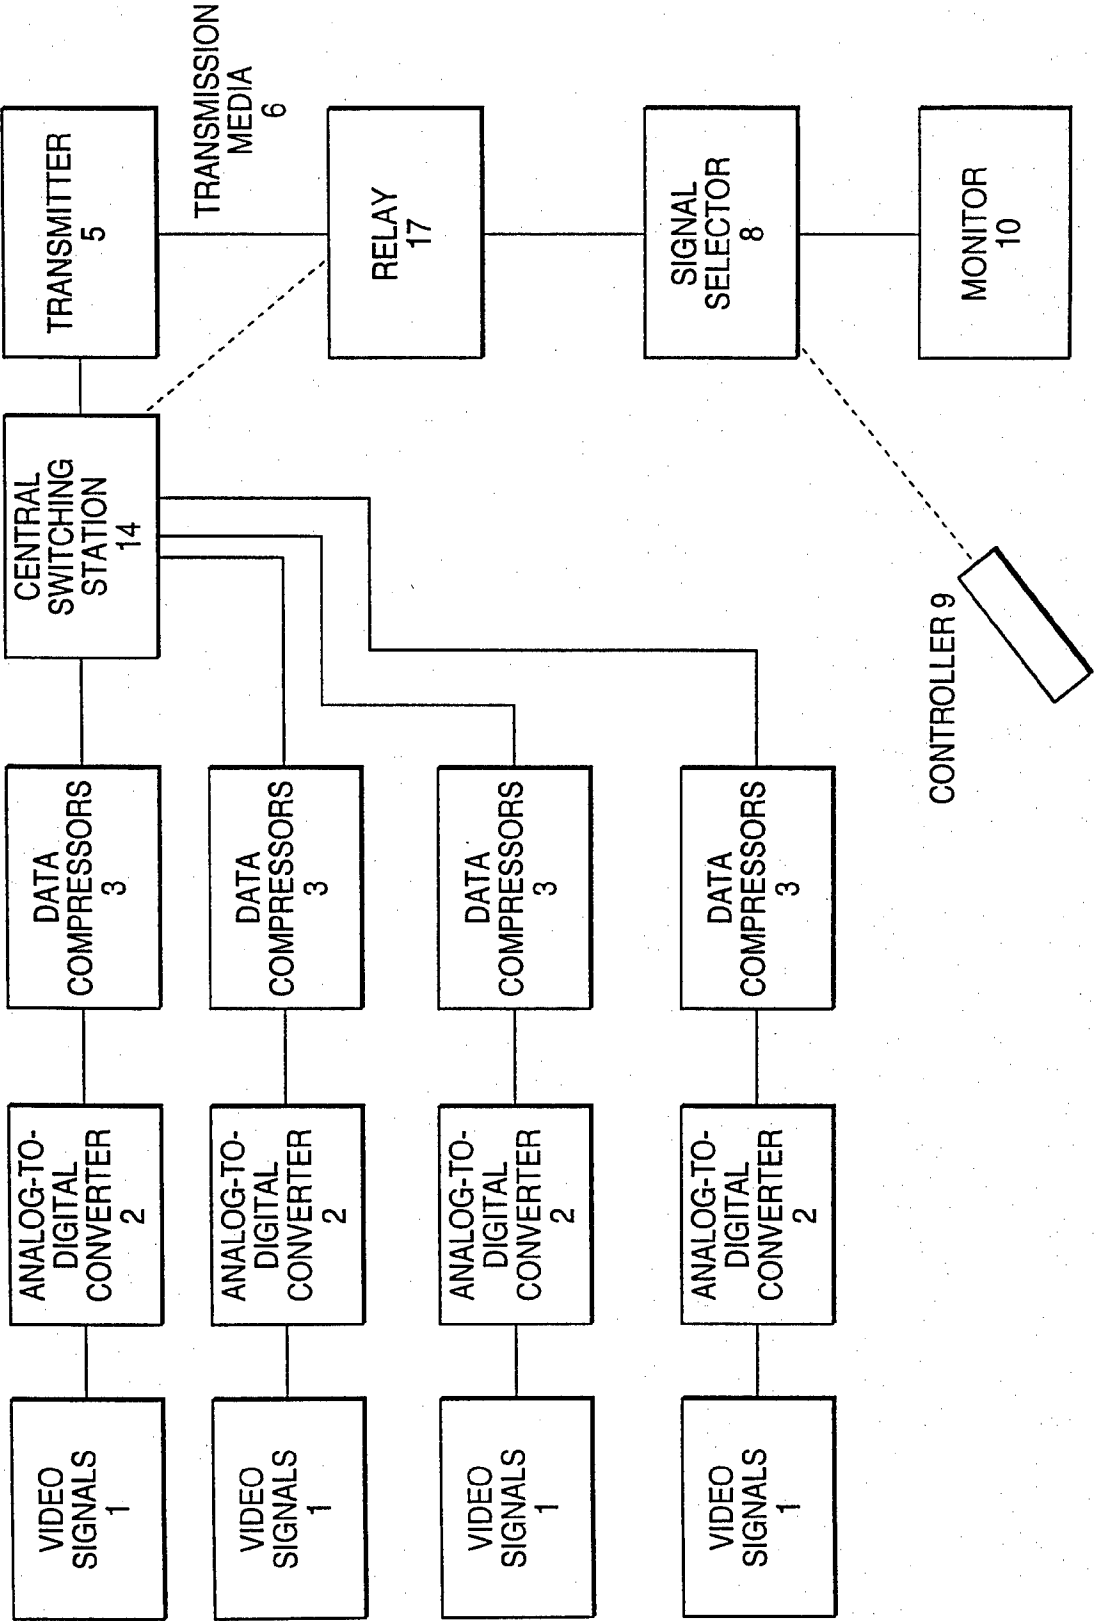 VIDEO
SIGNALS
1
ANALOG-TO-
DIGITAL
CONVERTER
2
DATA
COMPRESSORS
3
CENTRAL
SWITCHING
STATION
14
TRANSMITTER
5
VIDEO
SIGNALS
1
ANALOG-TO-
DIGITAL
CONVERTER
2
DATA
COMPRESSORS
3
TRANSMISSION
MEDIA
6
VIDEO
SIGNALS
1
ANALOG-TO-
DIGITAL
CONVERTER
2
DATA
COMPRESSORS
3
RELAY
17
VIDEO
SIGNALS
1
ANALOG-TO-
DIGITAL
CONVERTER
2
DATA
COMPRESSORS
3
SIGNAL
SELECTOR
8
CONTROLLER 9
MONITOR
10